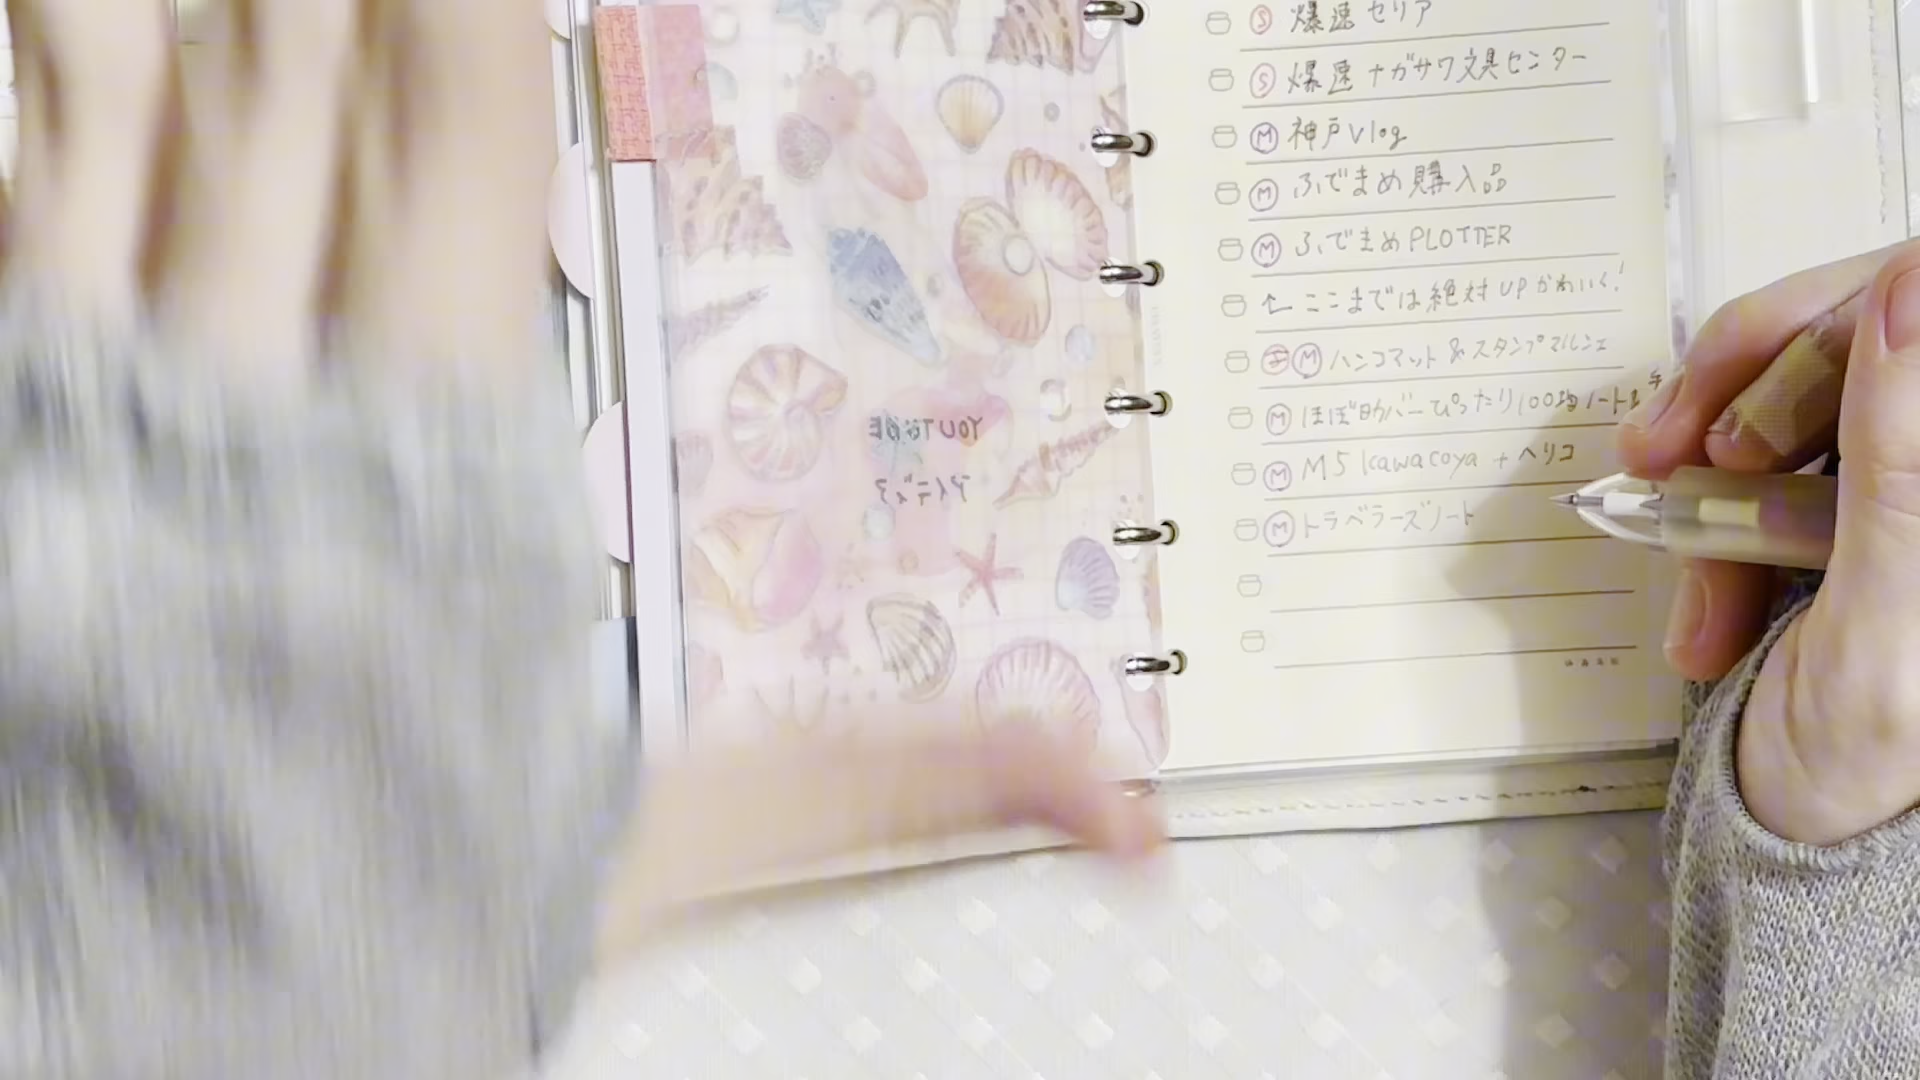 YOUTUBE
アイディア
Ⓢ 爆速セリア
Ⓢ 爆速ナガサワ文具センター
Ⓜ 神戸Vlog
Ⓜ ふでまめ購入品
Ⓜ ふでまめPLOTTER
↑ ここまでは絶対UP かわいく!
Ⓜ ハンコマット&スタンプマルシェ
Ⓜ ほぼ日カバーぴったり100均ノート&手
Ⓜ M5 kawacoya + ヘリコ
Ⓜ トラベラーズノート